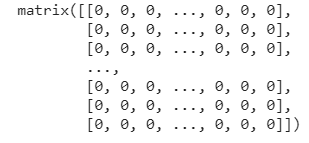 matrix([[0, 0, 0, ..., 0, 0, 0],
[0, 0, 0, ..., 0, 0, 0],
[0, 0, 0, ..., 0, 0, 0],
...,
[0, 0, 0, ..., 0, 0, 0],
[0, 0, 0, ..., 0, 0, 0],
[0, 0, 0, ..., 0, 0, 0]])